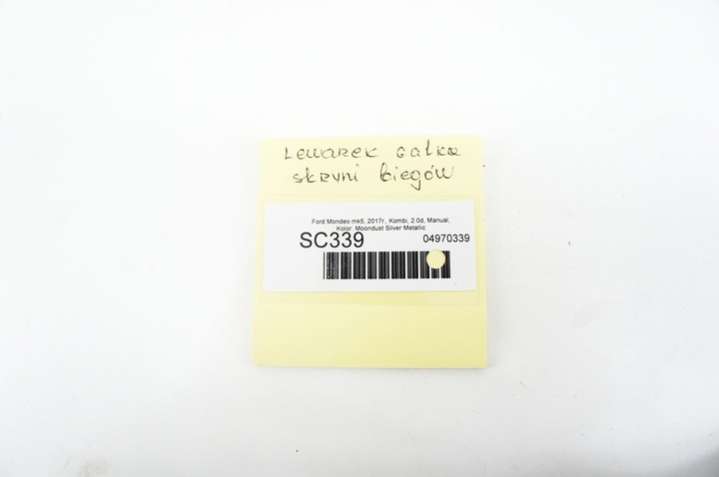 Lewarek gałka
skrzyni biegów
Ford Mondeo mk5, 2017r., Kombi, 2.0d, Manual,
Kolor: Moondust Silver Metallic
SC339 04970339